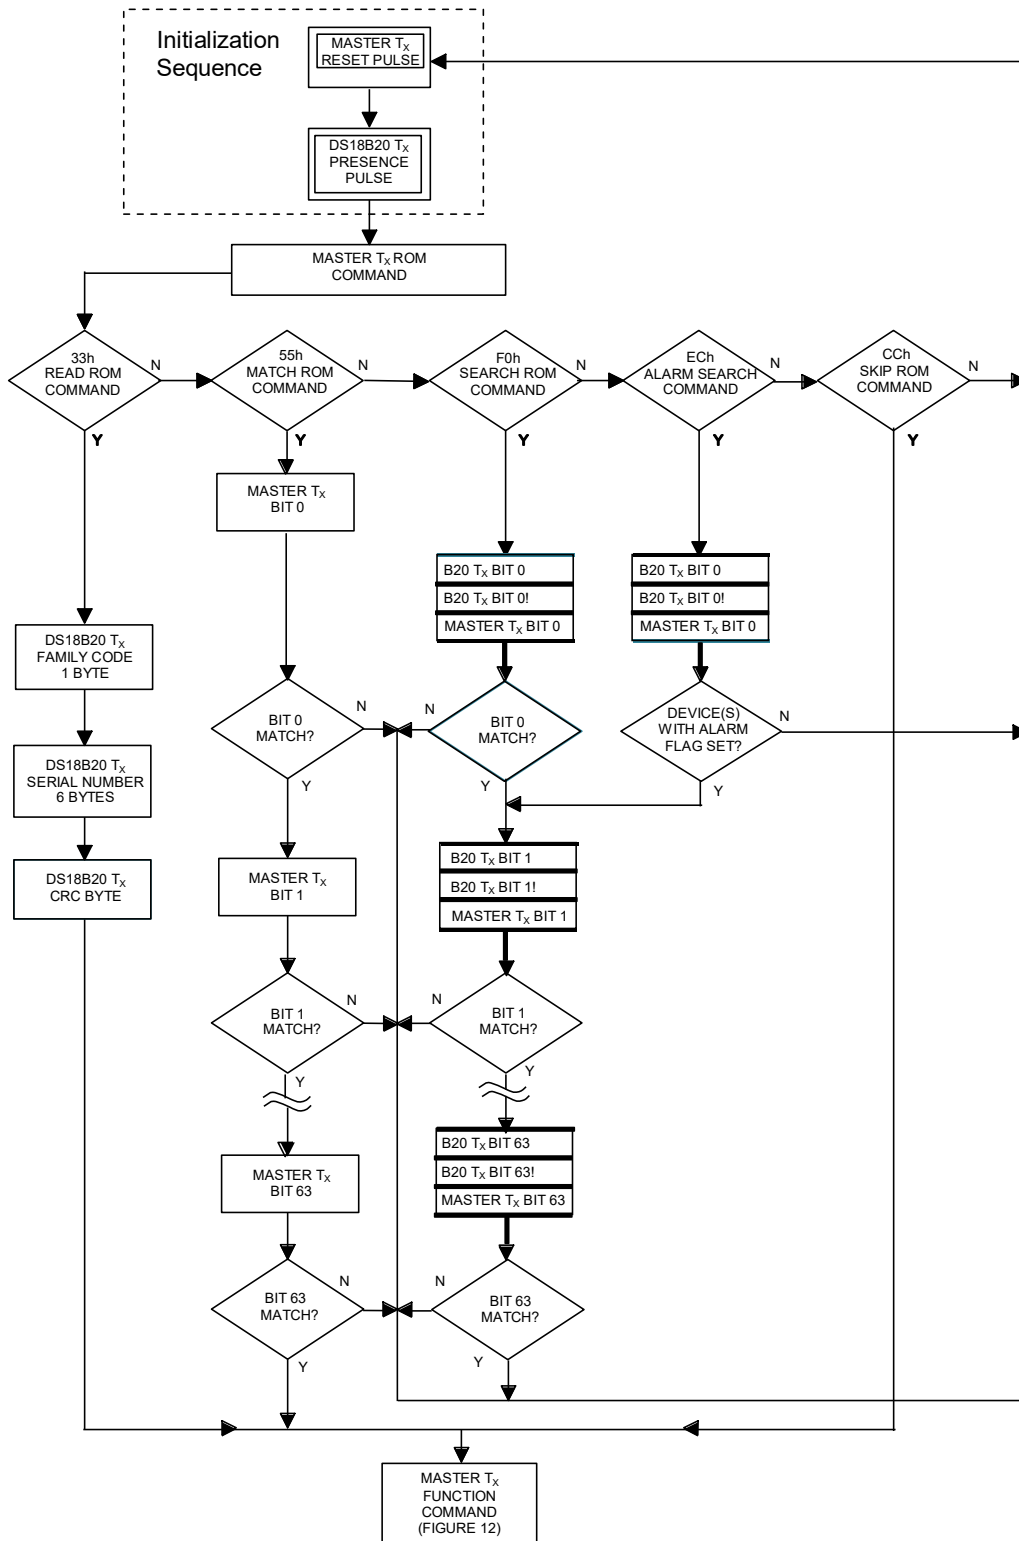 Initialization
Sequence
MASTER TX
RESET PULSE
DS18B20 TX
PRESENCE
PULSE
MASTER TX ROM
COMMAND
33h
READ ROM
COMMAND
N
Y
55h
MATCH ROM
COMMAND
N
Y
F0h
SEARCH ROM
COMMAND
N
Y
ECh
ALARM SEARCH
COMMAND
N
Y
CCh
SKIP ROM
COMMAND
N
Y
MASTER TX
BIT 0
B20 TX BIT 0
B20 TX BIT 0!
MASTER TX BIT 0
B20 TX BIT 0
B20 TX BIT 0!
MASTER TX BIT 0
DS18B20 TX
FAMILY CODE
1 BYTE
BIT 0
MATCH?
N
Y
BIT 0
MATCH?
N
Y
DEVICE(S)
WITH ALARM
FLAG SET?
N
Y
DS18B20 TX
SERIAL NUMBER
6 BYTES
DS18B20 TX
CRC BYTE
MASTER TX
BIT 1
B20 TX BIT 1
B20 TX BIT 1!
MASTER TX BIT 1
BIT 1
MATCH?
N
Y
BIT 1
MATCH?
N
Y
MASTER TX
BIT 63
B20 TX BIT 63
B20 TX BIT 63!
MASTER TX BIT 63
BIT 63
MATCH?
N
Y
BIT 63
MATCH?
N
Y
MASTER TX
FUNCTION
COMMAND
(FIGURE 12)